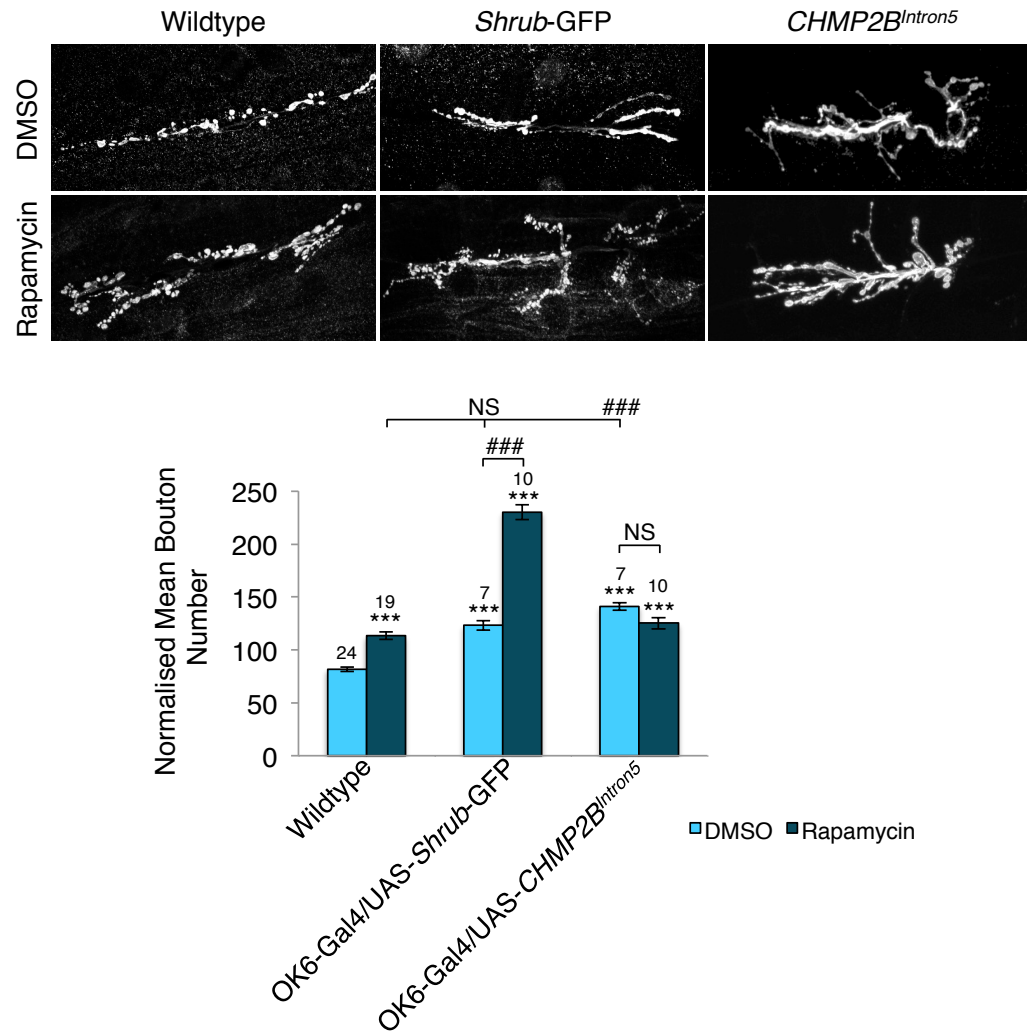 Wildtype
Shrub-GFP
CHMP2BIntron5
DMSO
Rapamycin
NS
###
###
10
***
NS
7
***
10
***
7
***
19
***
24
Normalised Mean Bouton
Number
250
200
150
100
50
0
Wildtype
OK6-Gal4/UAS-Shrub-GFP
OK6-Gal4/UAS-CHMP2BIntron5
DMSO
Rapamycin